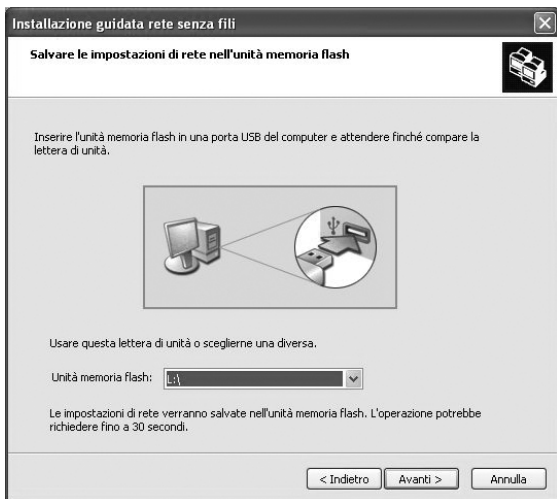 Installazione guidata rete senza fili
Salvare le impostazioni di rete nell'unità memoria flash
Inserire l'unità memoria flash in una porta USB del computer e attendere finché compare la
lettera di unità.
Usare questa lettera di unità o sceglierne una diversa.
Unità memoria flash: L:\
Le impostazioni di rete verranno salvate nell'unità memoria flash. L'operazione potrebbe
richiedere fino a 30 secondi.
< Indietro Avanti > Annulla